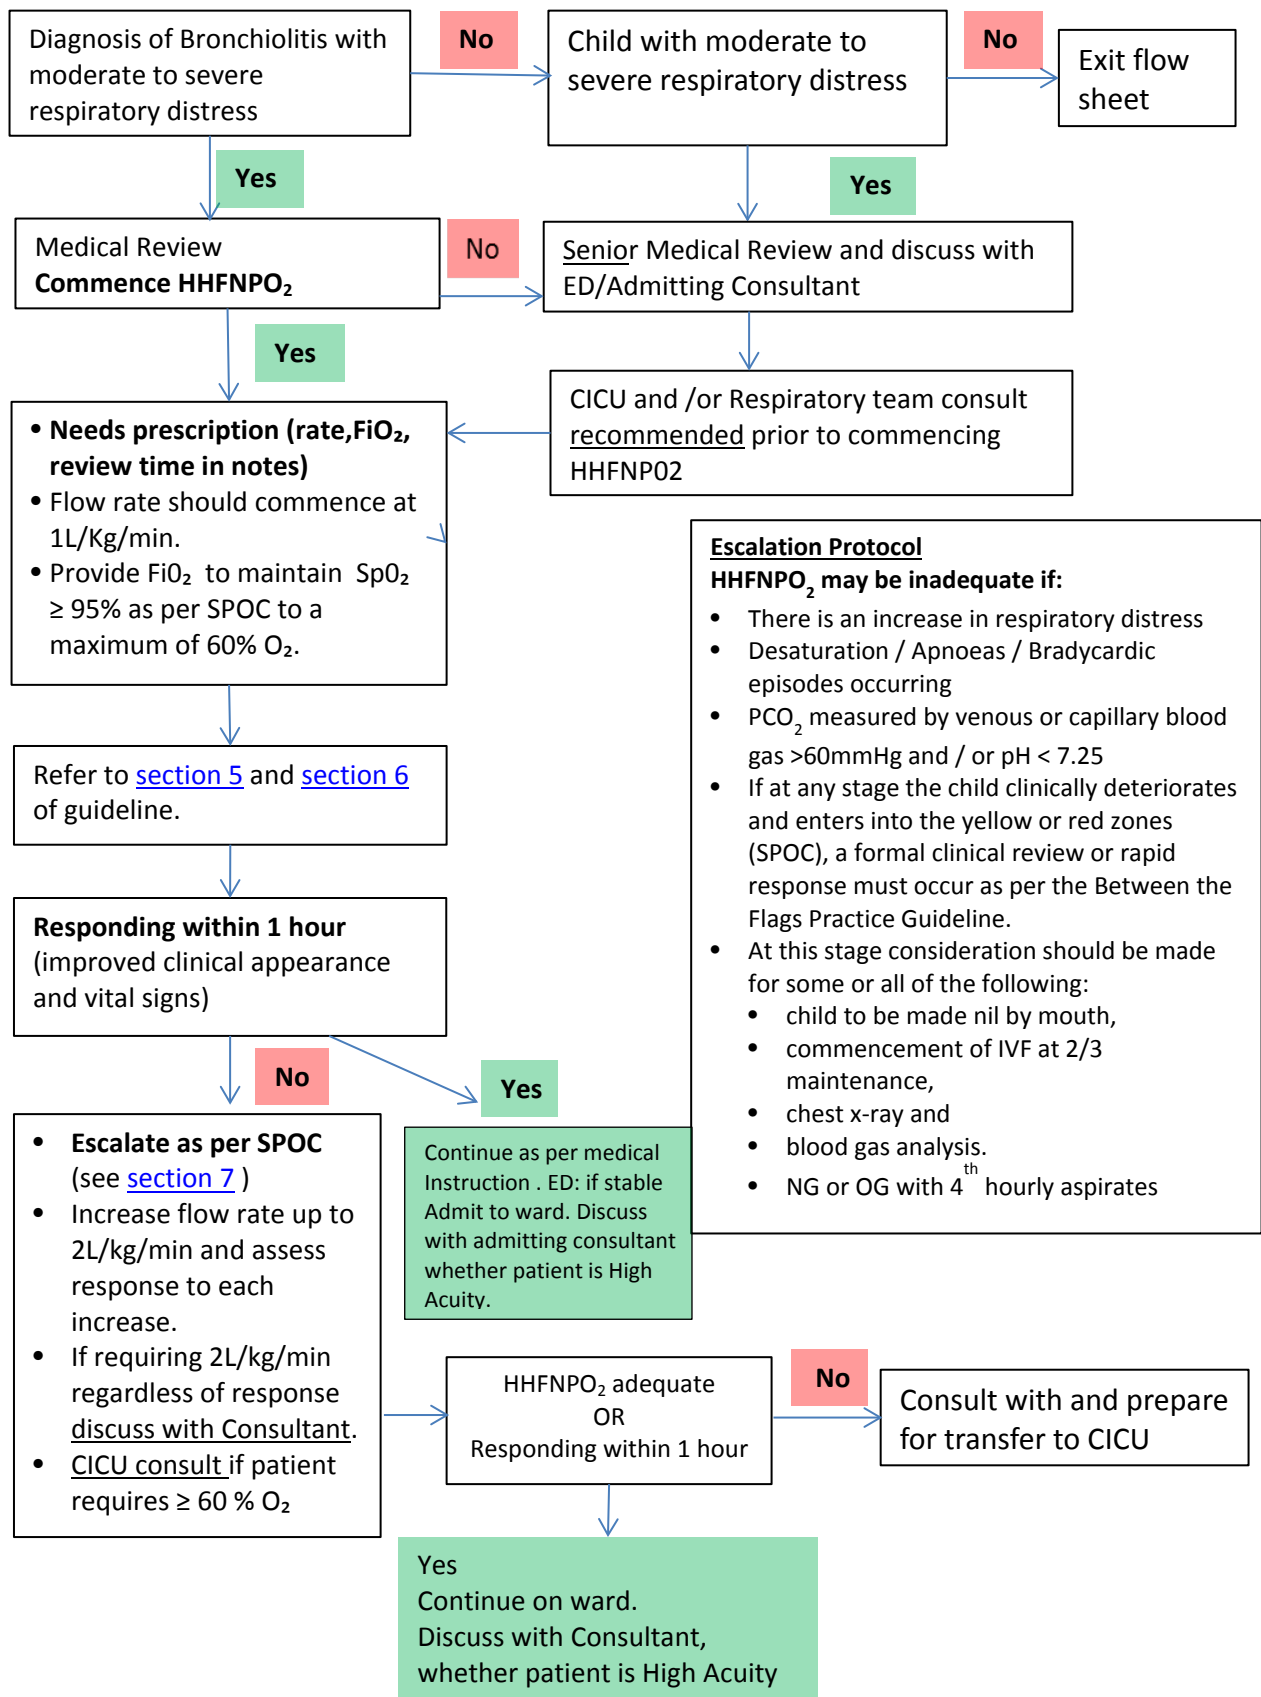 Diagnosis of Bronchiolitis with
moderate to severe
respiratory distress
No
Child with moderate to
severe respiratory distress
No
Exit flow
sheet
Yes
Yes
Medical Review
Commence HHFNPO₂
No
Senior Medical Review and discuss with
ED/Admitting Consultant
Yes
CICU and /or Respiratory team consult
recommended prior to commencing
HHFNP02
• Needs prescription (rate,FiO₂,
review time in notes)
• Flow rate should commence at
1L/Kg/min.
• Provide Fi0₂ to maintain Sp0₂
≥ 95% as per SPOC to a
maximum of 60% O₂.
Refer to section 5 and section 6
of guideline.
Responding within 1 hour
(improved clinical appearance
and vital signs)
No
Yes
Escalation Protocol
HHFNPO₂ may be inadequate if:
• There is an increase in respiratory distress
• Desaturation / Apnoeas / Bradycardic
episodes occurring
• PCO₂ measured by venous or capillary blood
gas >60mmHg and / or pH < 7.25
• If at any stage the child clinically deteriorates
and enters into the yellow or red zones
(SPOC), a formal clinical review or rapid
response must occur as per the Between the
Flags Practice Guideline.
• At this stage consideration should be made
for some or all of the following:
• child to be made nil by mouth,
• commencement of IVF at 2/3
maintenance,
• chest x-ray and
• blood gas analysis.
• NG or OG with 4th hourly aspirates
• Escalate as per SPOC
(see section 7 )
• Increase flow rate up to
2L/kg/min and assess
response to each
increase.
• If requiring 2L/kg/min
regardless of response
discuss with Consultant.
• CICU consult if patient
requires ≥ 60 % O₂
Continue as per medical
Instruction . ED: if stable
Admit to ward. Discuss
with admitting consultant
whether patient is High
Acuity.
HHFNPO₂ adequate
OR
Responding within 1 hour
No
Consult with and prepare
for transfer to CICU
Yes
Continue on ward.
Discuss with Consultant,
whether patient is High Acuity